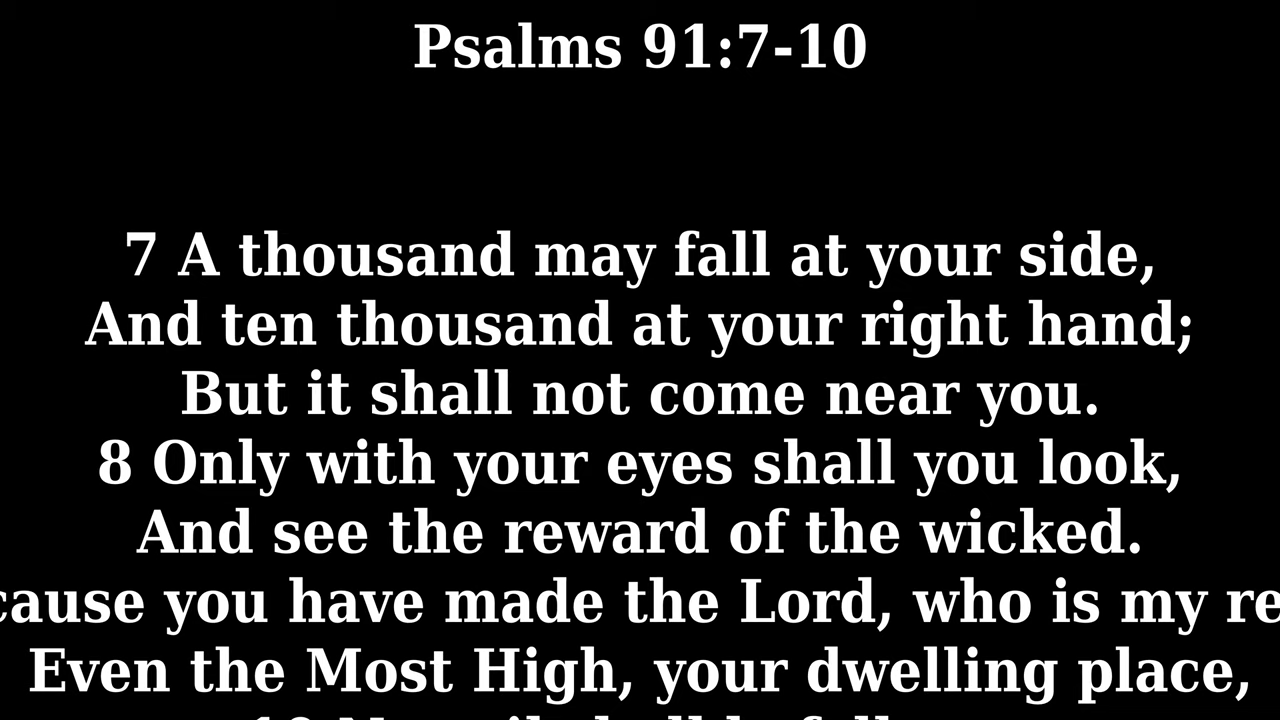 Psalms 91:7-10
7 A thousand may fall at your side,
And ten thousand at your right hand;
But it shall not come near you.
8 Only with your eyes shall you look,
And see the reward of the wicked.
cause you have made the Lord, who is my re
Even the Most High, your dwelling place,